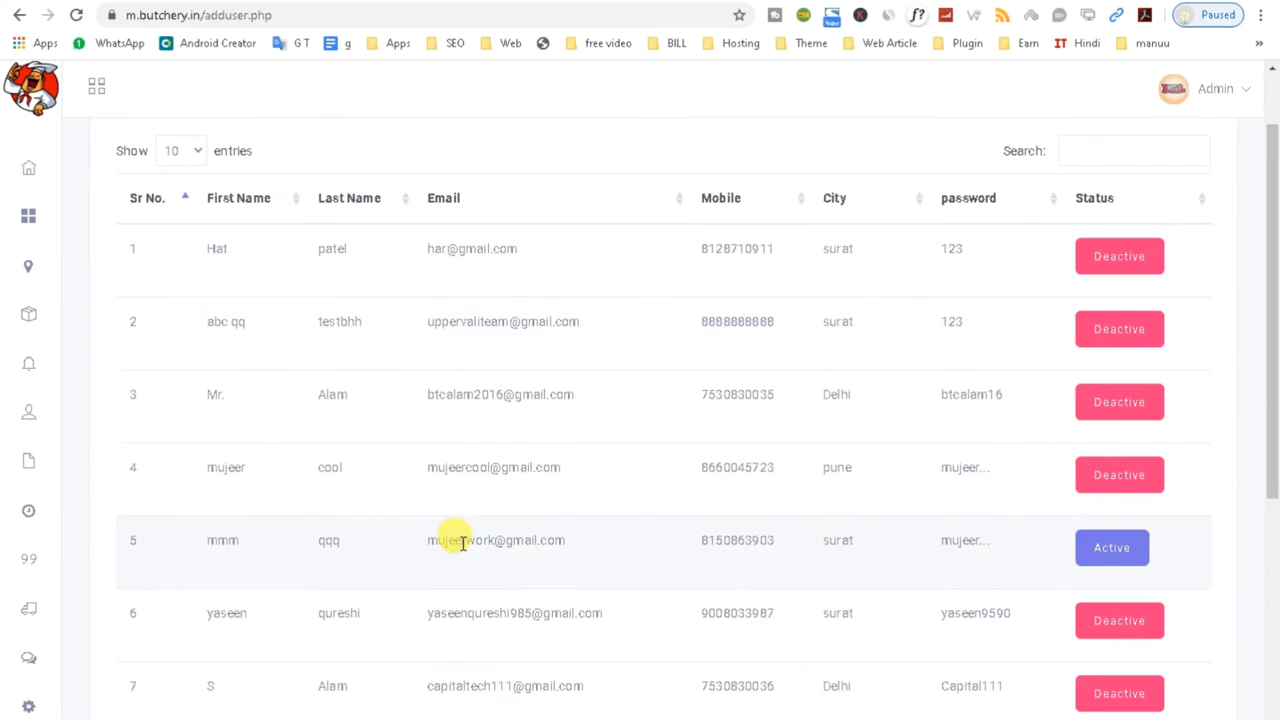 m.butchery.in/adduser.php
New
Paused
Apps WhatsApp Android Creator G T g Apps SEO Web free video BILL Hosting Theme Web Article Plugin Earn IT Hindi manuu »
Admin
Show 10 entries Search:
Sr No. First Name Last Name Email Mobile City password Status
1 Hat patel har@gmail.com 8128710911 surat 123 Deactive
2 abc qq testbhh uppervaliteam@gmail.com 8888888888 surat 123 Deactive
3 Mr. Alam btcalam2016@gmail.com 7530830035 Delhi btcalam16 Deactive
4 mujeer cool mujeercool@gmail.com 8660045723 pune mujeer... Deactive
5 mmm qqq mujeerwork@gmail.com 8150863903 surat mujeer... Active
6 yaseen qureshi yaseenqureshi985@gmail.com 9008033987 surat yaseen9590 Deactive
7 S Alam capitaltech111@gmail.com 7530830036 Delhi Capital111 Deactive